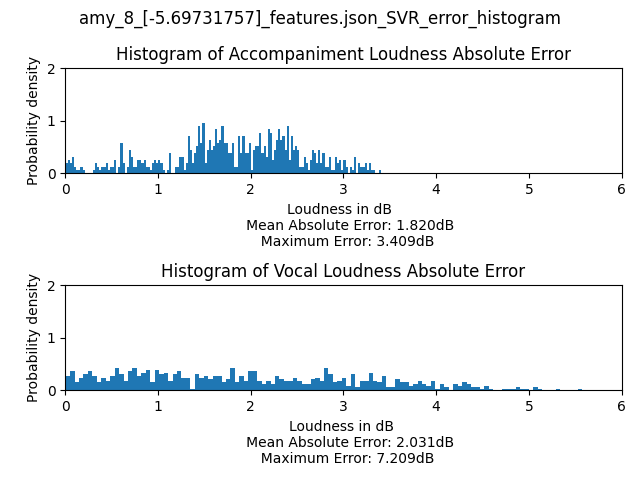 amy_8_[-5.69731757]_features.json_SVR_error_histogram
Histogram of Accompaniment Loudness Absolute Error
Probability density
2
1
0
0 1 2 3 4 5 6
Loudness in dB
Mean Absolute Error: 1.820dB
Maximum Error: 3.409dB
Histogram of Vocal Loudness Absolute Error
Probability density
2
1
0
0 1 2 3 4 5 6
Loudness in dB
Mean Absolute Error: 2.031dB
Maximum Error: 7.209dB